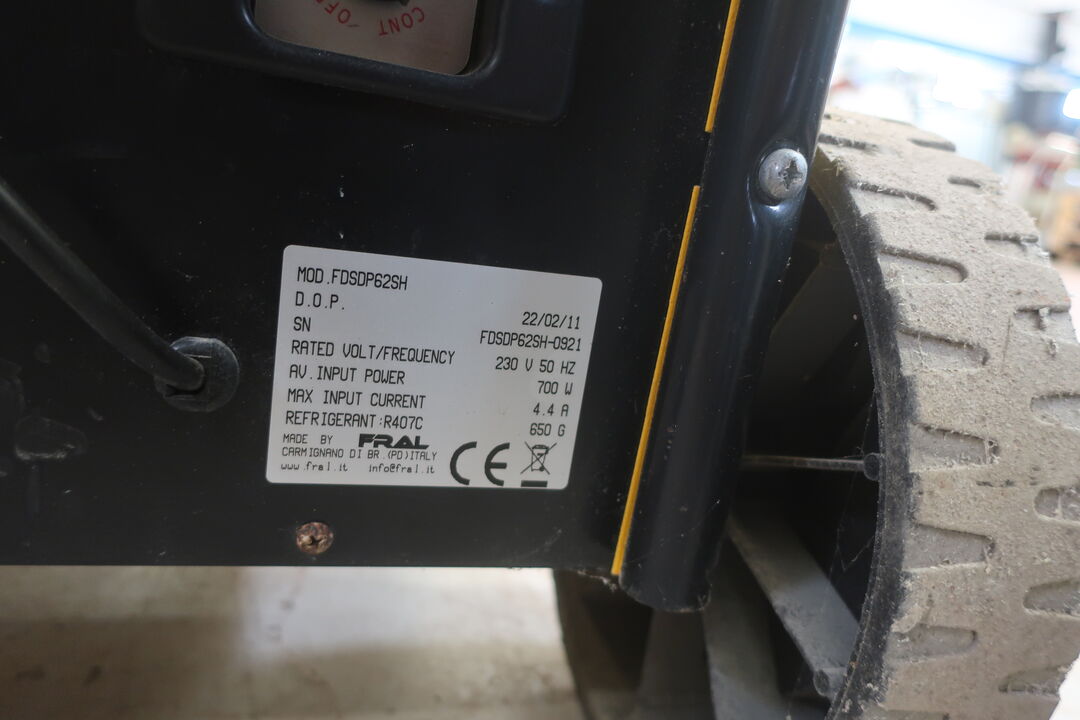 CONT -OF
MOD.FDSDP62SH
D.O.P. 22/02/11
SN FDSDP62SH-0921
RATED VOLT/FREQUENCY 230 V 50 HZ
AV.INPUT POWER 700 W
MAX INPUT CURRENT 4.4 A
REFRIGERANT:R407C 650 G
MADE BY FRAL
CARMIGNANO DI BR.(PD)ITALY
www.fral.it info@fral.it
CE